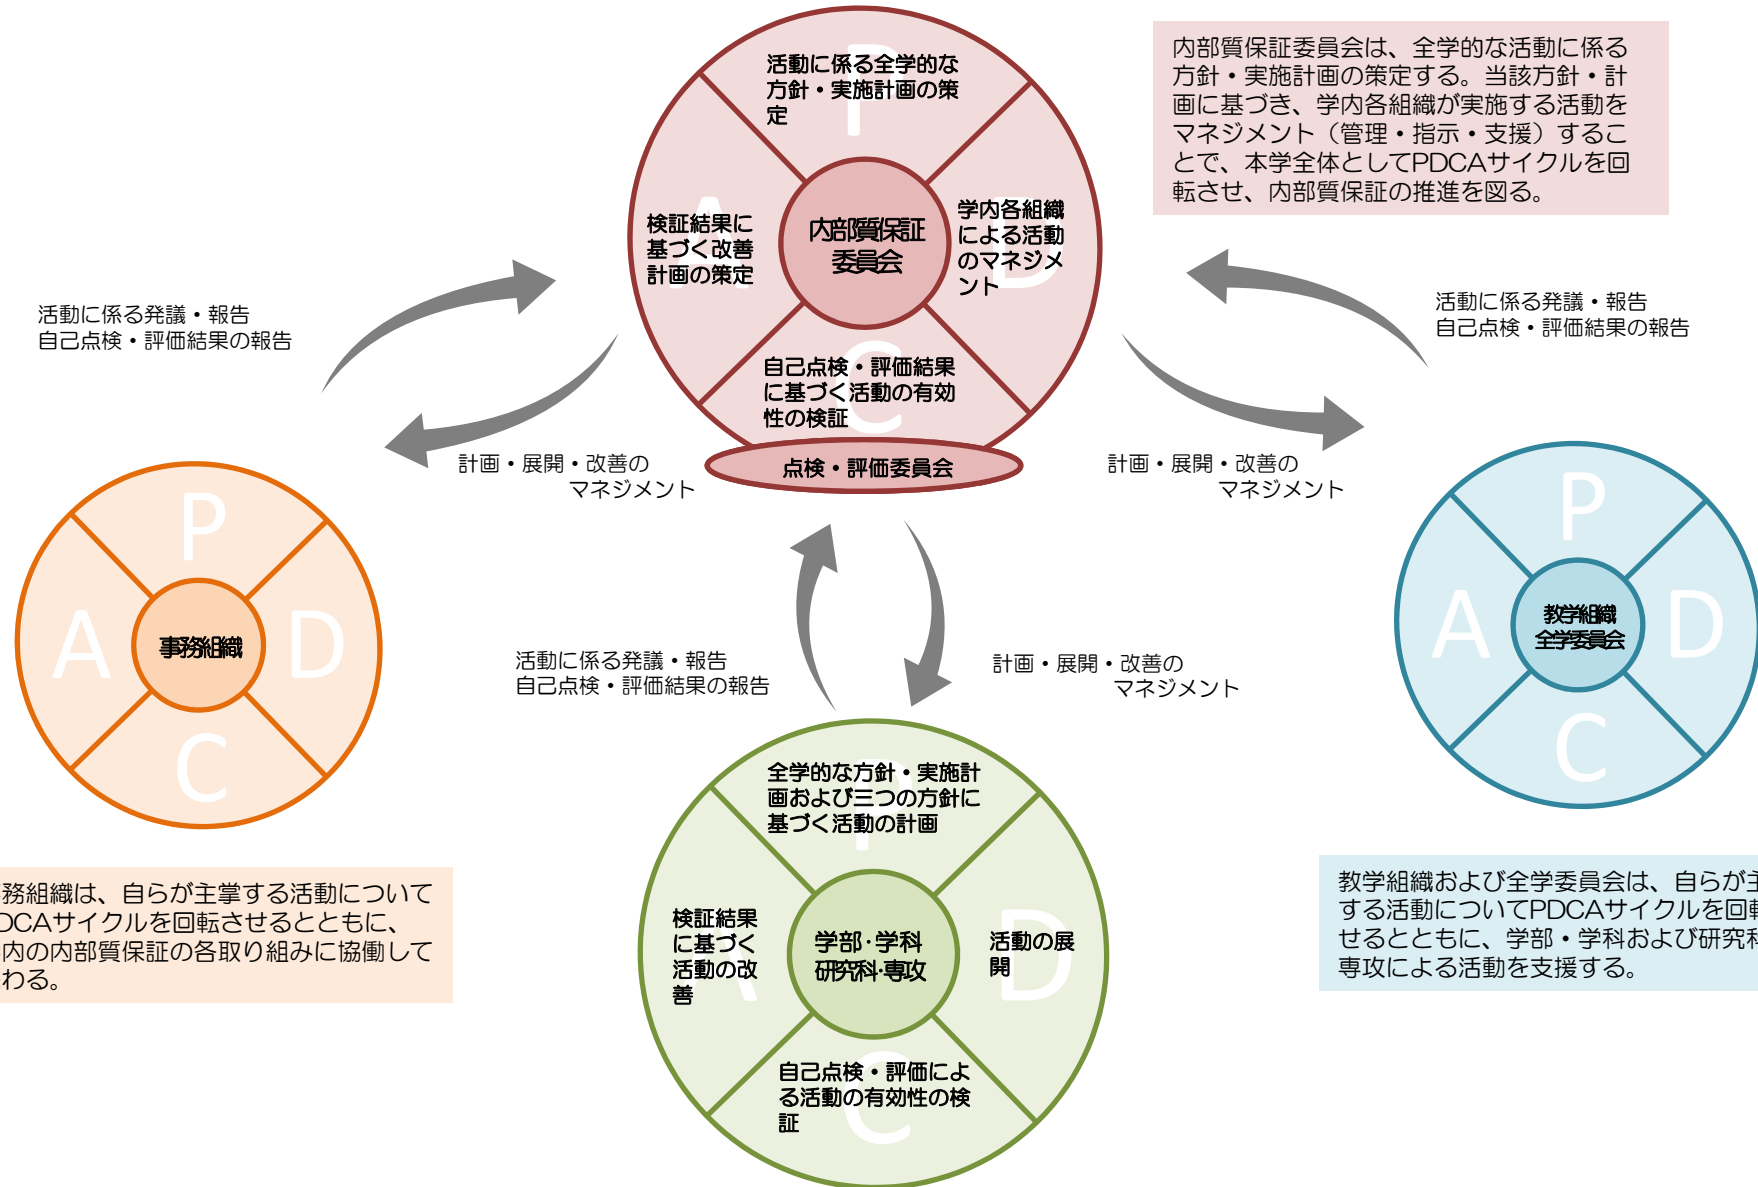 P
活動に係る全学的な
方針・実施計画の策
定
内部質保証委員会は、全学的な活動に係る
方針・実施計画の策定する。当該方針・計
画に基づき、学内各組織が実施する活動を
マネジメント（管理・指示・支援）するこ
とで、本学全体としてPDCAサイクルを回
転させ、内部質保証の推進を図る。
A
検証結果に
基づく改善
計画の策定
内部質保証
委員会
D
学内各組織
による活動
のマネジメ
ント
C
自己点検・評価結果
に基づく活動の有効
性の検証
点検・評価委員会
活動に係る発議・報告
自己点検・評価結果の報告
活動に係る発議・報告
自己点検・評価結果の報告
計画・展開・改善の
マネジメント
計画・展開・改善の
マネジメント
P
A
事務組織
D
C
P
A
教学組織
全学委員会
D
C
活動に係る発議・報告
自己点検・評価結果の報告
計画・展開・改善の
マネジメント
P
全学的な方針・実施計
画および三つの方針に
基づく活動の計画
A
検証結果
に基づく
活動の改
善
学部・学科
研究科・専攻
D
活動の展
開
C
自己点検・評価によ
る活動の有効性の検
証
務組織は、自らが主掌する活動について
DCAサイクルを回転させるとともに、
内の内部質保証の各取り組みに協働して
わる。
教学組織および全学委員会は、自らが主
する活動についてPDCAサイクルを回転
せるとともに、学部・学科および研究科
専攻による活動を支援する。